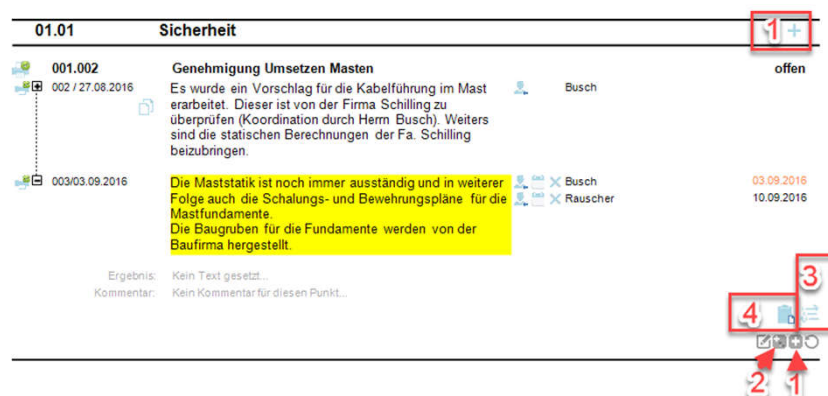 01.01 Sicherheit 1
001.002 Genehmigung Umsetzen Masten offen
002 / 27.08.2016 Es wurde ein Vorschlag für die Kabelführung im Mast Busch
erarbeitet. Dieser ist von der Firma Schilling zu
überprüfen (Koordination durch Herrn Busch). Weiters
sind die statischen Berechnungen der Fa. Schilling
beizubringen.
003/03.09.2016 Die Maststatik ist noch immer ausständig und in weiterer Busch 03.09.2016
Folge auch die Schalungs- und Bewehrungspläne für die Rauscher 10.09.2016
Mastfundamente.
Die Baugruben für die Fundamente werden von der
Baufirma hergestellt.
Ergebnis: Kein Text gesetzt...
Kommentar: Kein Kommentar für diesen Punkt...
3
4
2 1